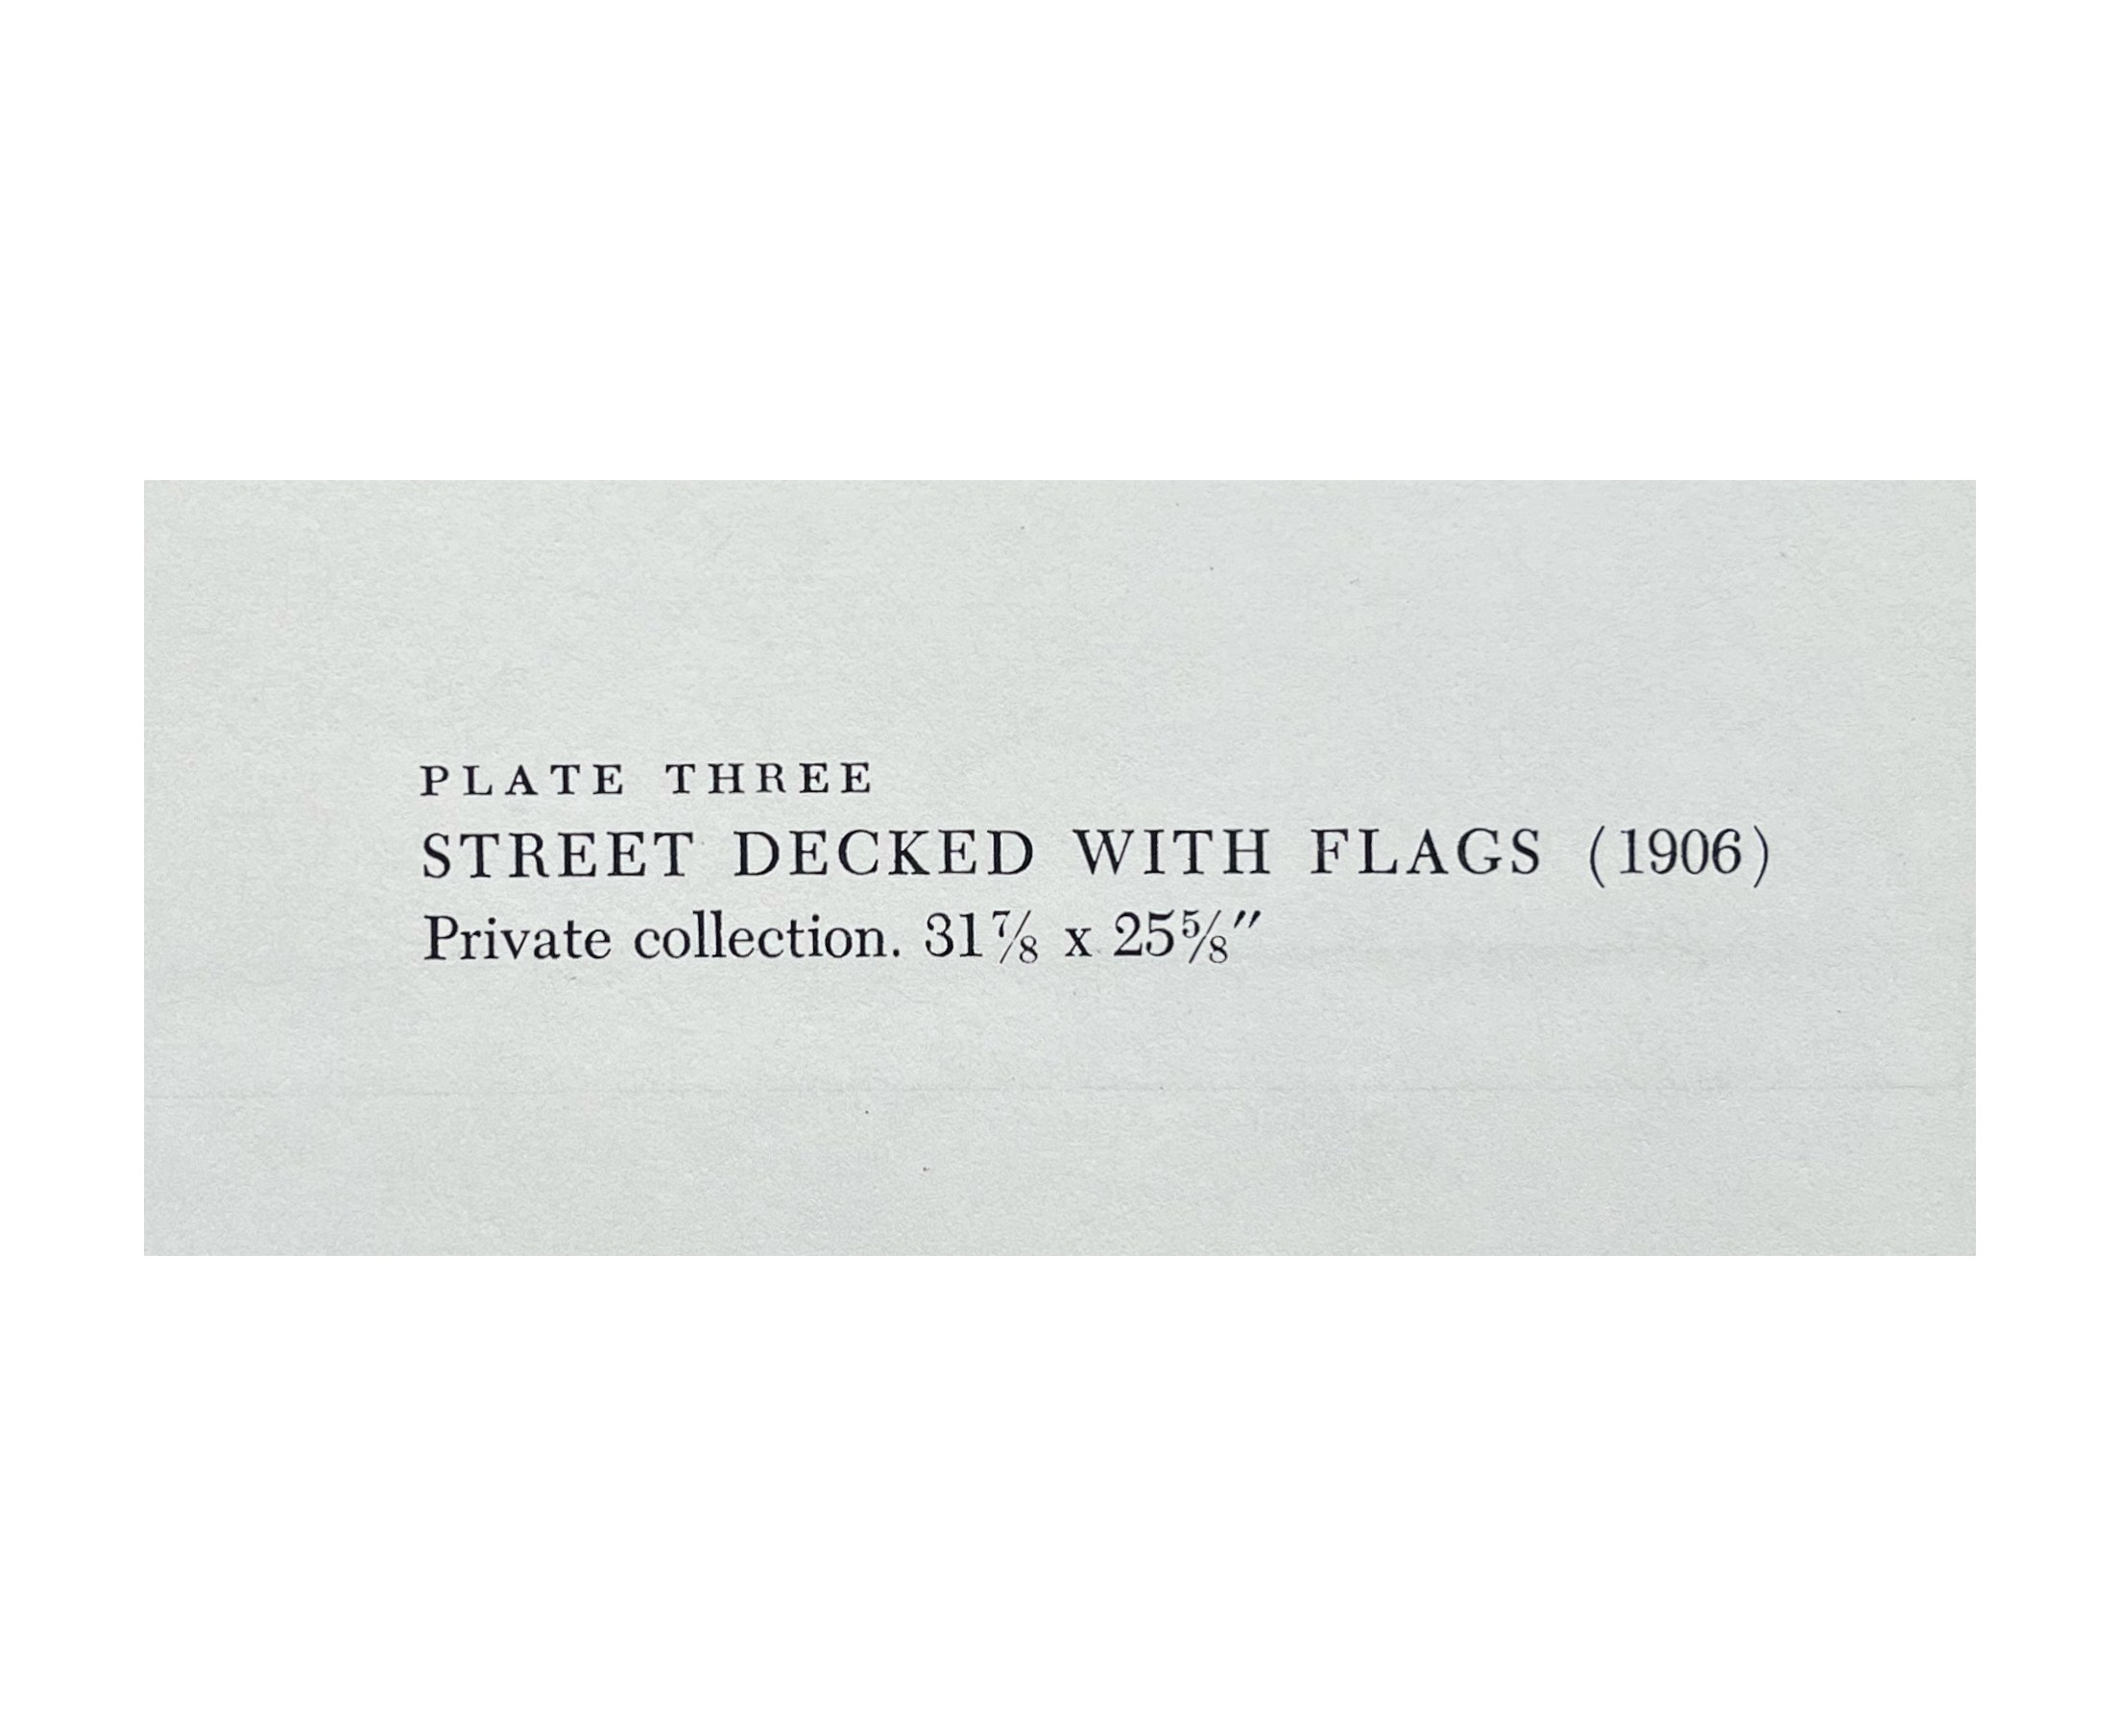 PLATE THREE
STREET DECKED WITH FLAGS (1906)
Private collection. 31⅞ x 25⅝″